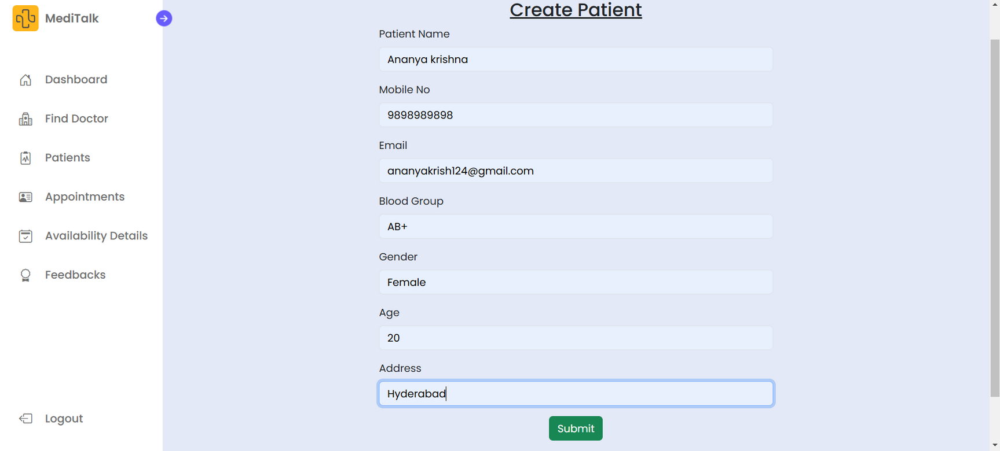 MediTalk
Dashboard
Find Doctor
Patients
Appointments
Availability Details
Feedbacks
Logout
Create Patient
Patient Name
Ananya krishna
Mobile No
9898989898
Email
ananyakrish124@gmail.com
Blood Group
AB+
Gender
Female
Age
20
Address
Hyderabad
Submit